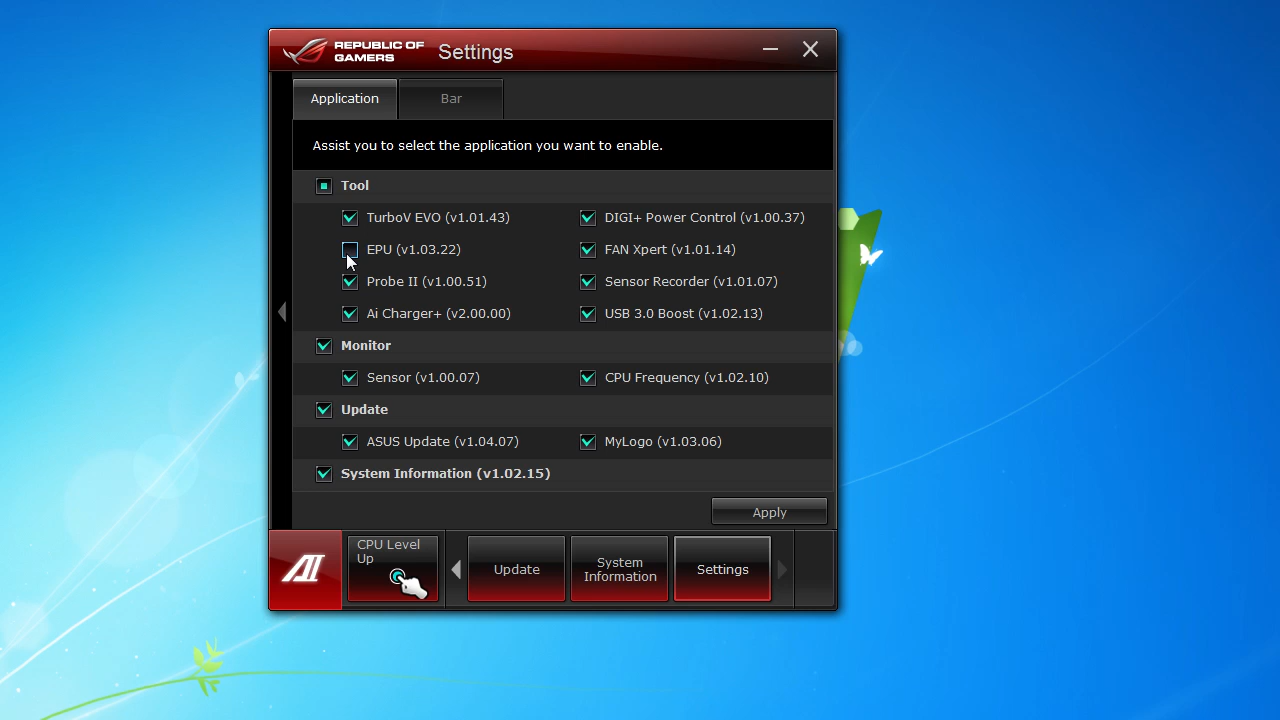 REPUBLIC OF
GAMERS
Settings
Application
Bar
Assist you to select the application you want to enable.
Tool
TurboV EVO (v1.01.43)
DIGI+ Power Control (v1.00.37)
EPU (v1.03.22)
FAN Xpert (v1.01.14)
Probe II (v1.00.51)
Sensor Recorder (v1.01.07)
Ai Charger+ (v2.00.00)
USB 3.0 Boost (v1.02.13)
Monitor
Sensor (v1.00.07)
CPU Frequency (v1.02.10)
Update
ASUS Update (v1.04.07)
MyLogo (v1.03.06)
System Information (v1.02.15)
Apply
AI
CPU Level
Up
Update
System
Information
Settings